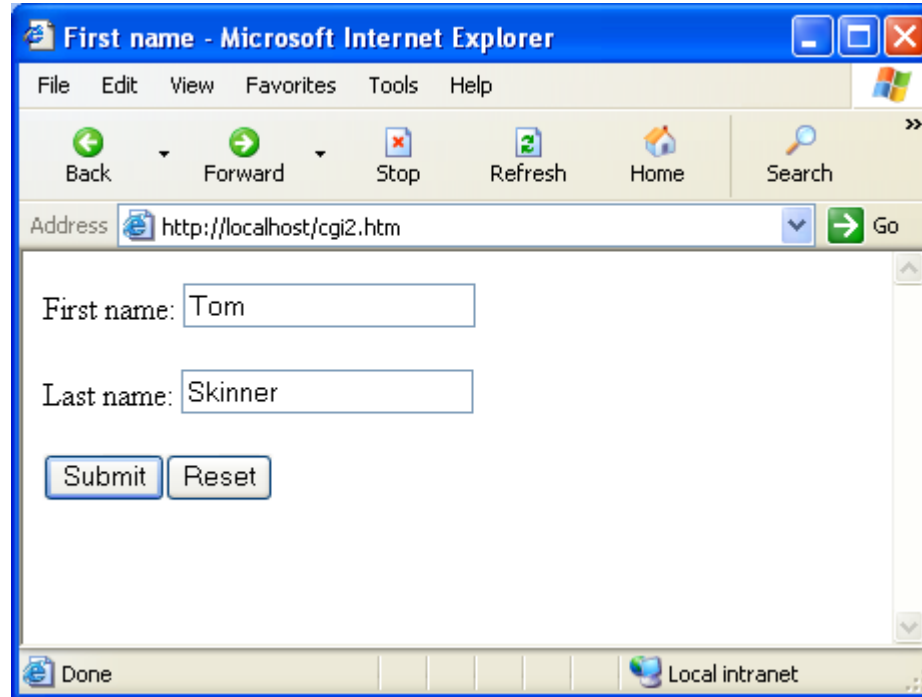 First name - Microsoft Internet Explorer
File Edit View Favorites Tools Help
»
Back Forward Stop Refresh Home Search
Address http://localhost/cgi2.htm Go
First name: Tom
Last name: Skinner
Submit Reset
Done Local intranet